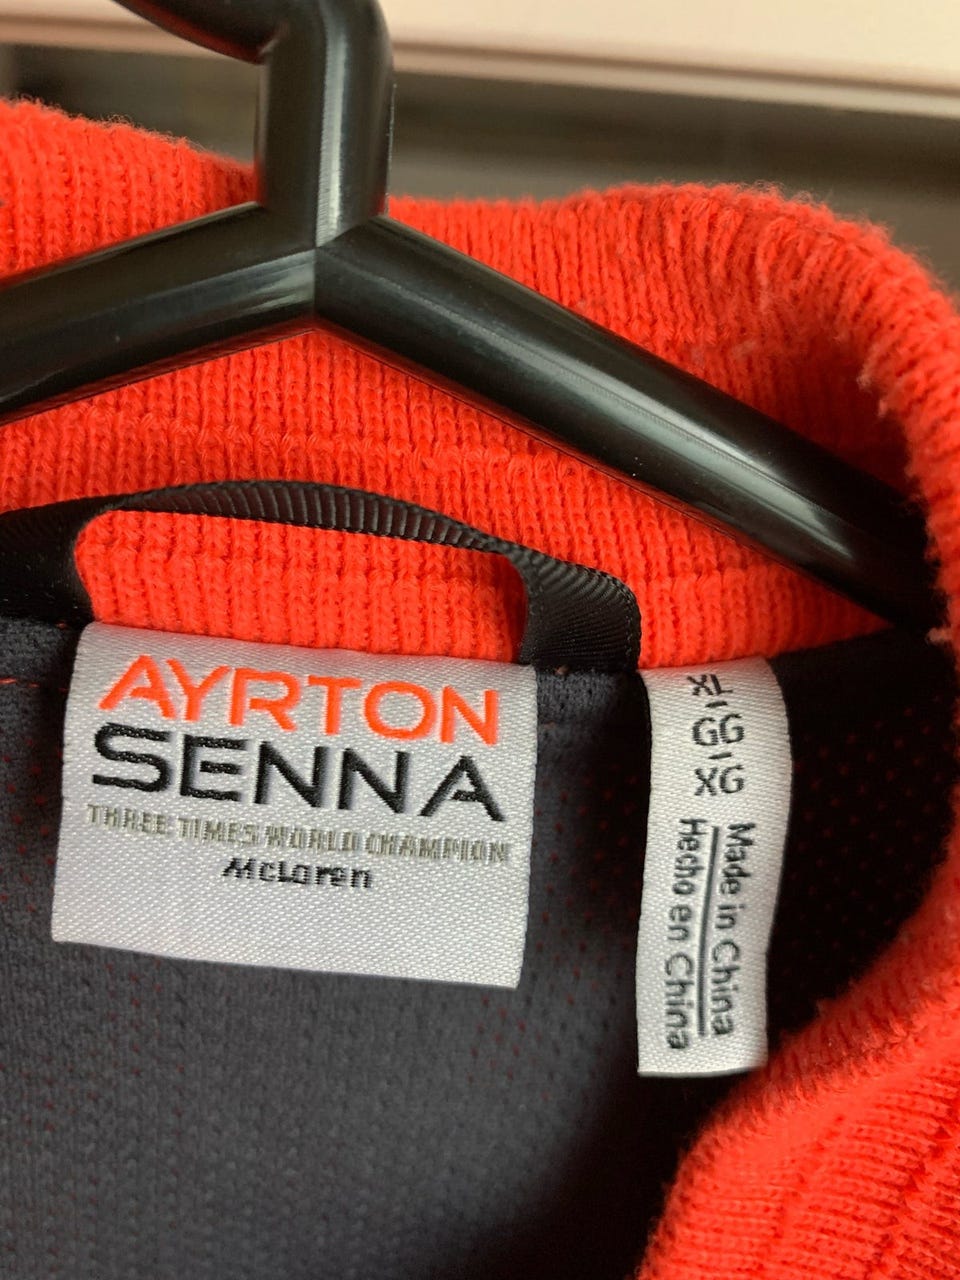 AYRTON
SENNA
THREE TIMES WORLD CHAMPION
McLaren
XL
GG
XG
Made in China
Hecho en China